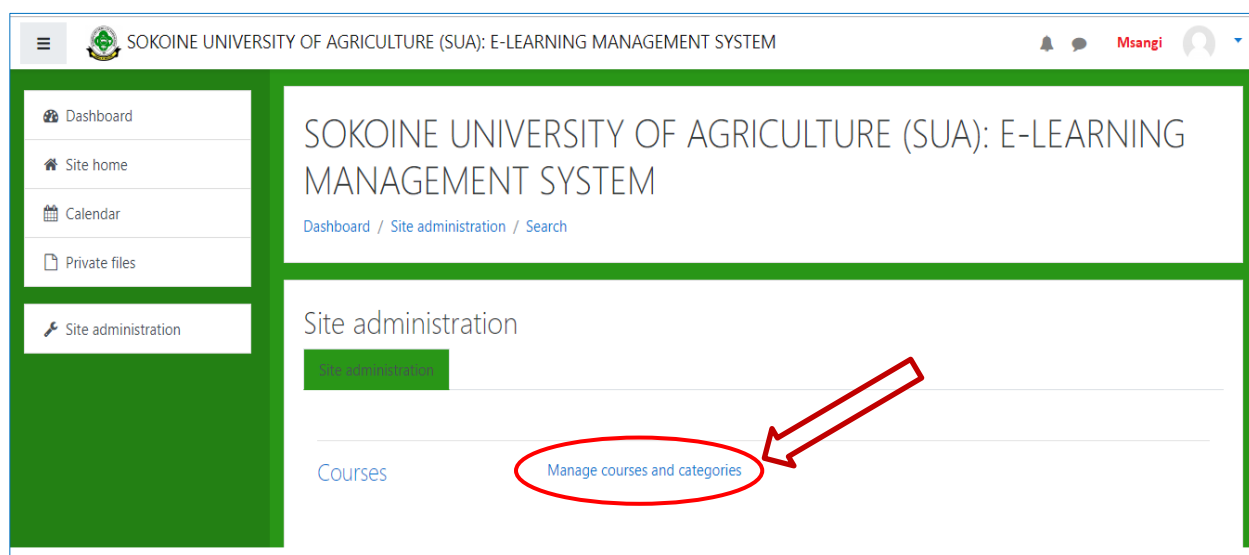 SOKOINE UNIVERSITY OF AGRICULTURE (SUA): E-LEARNING MANAGEMENT SYSTEM
Msangi
Dashboard
Site home
Calendar
Private files
Site administration
SOKOINE UNIVERSITY OF AGRICULTURE (SUA): E-LEARNING
MANAGEMENT SYSTEM
Dashboard / Site administration / Search
Site administration
Site administration
Courses
Manage courses and categories